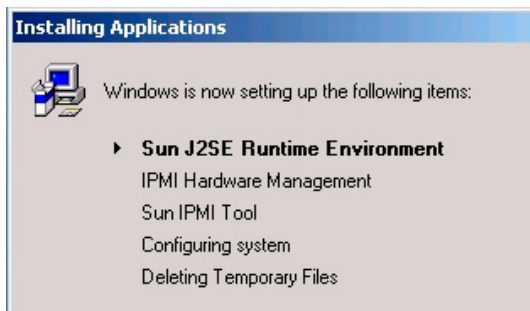 Installing Applications
Windows is now setting up the following items:
Sun J2SE Runtime Environment
IPMI Hardware Management
Sun IPMI Tool
Configuring system
Deleting Temporary Files